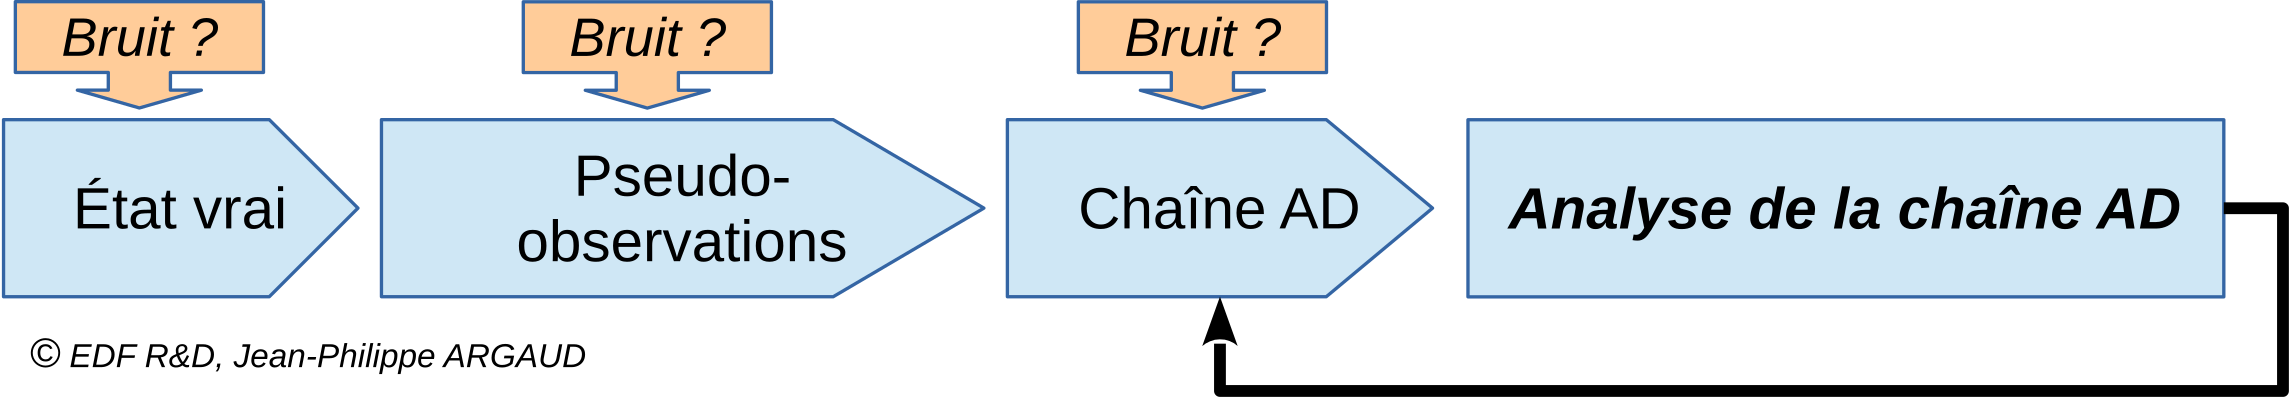 Bruit ?
Bruit ?
Bruit ?
État vrai
Pseudo-
observations
Chaîne AD
Analyse de la chaîne AD
© EDF R&D, Jean-Philippe ARGAUD